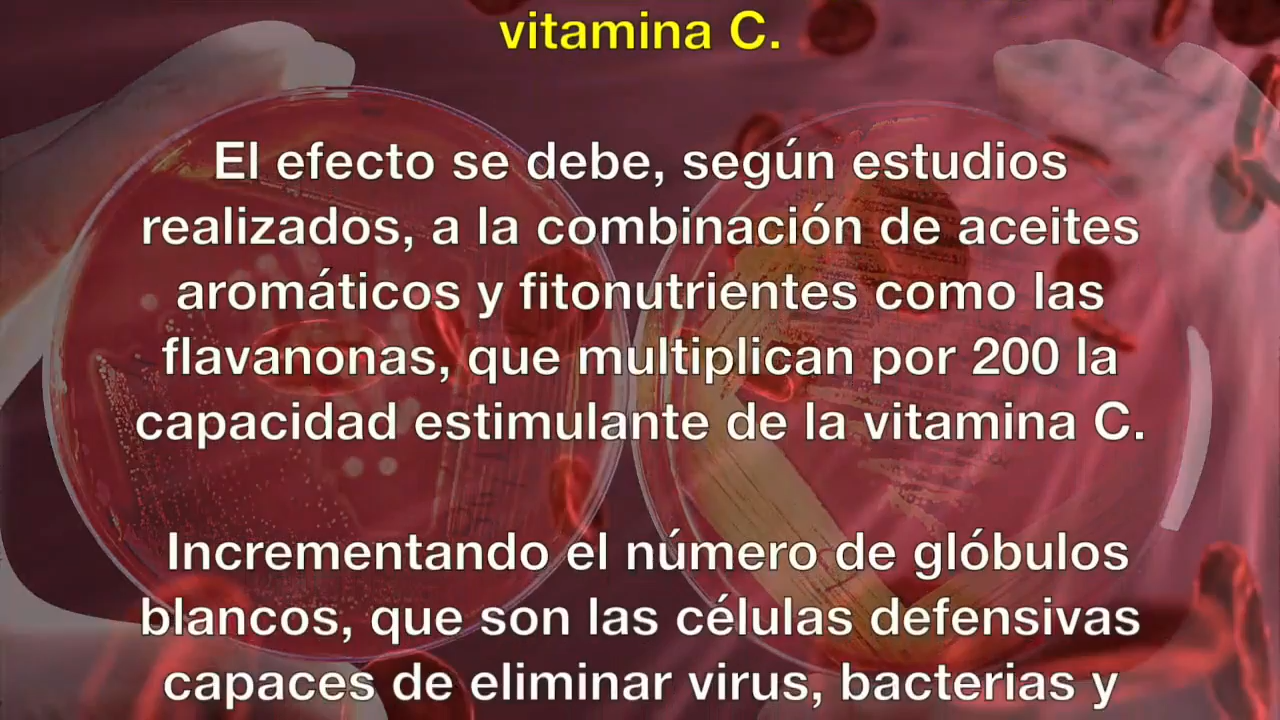 vitamina C.
El efecto se debe, según estudios
realizados, a la combinación de aceites
aromáticos y fitonutrientes como las
flavanonas, que multiplican por 200 la
capacidad estimulante de la vitamina C.
Incrementando el número de glóbulos
blancos, que son las células defensivas
capaces de eliminar virus, bacterias y